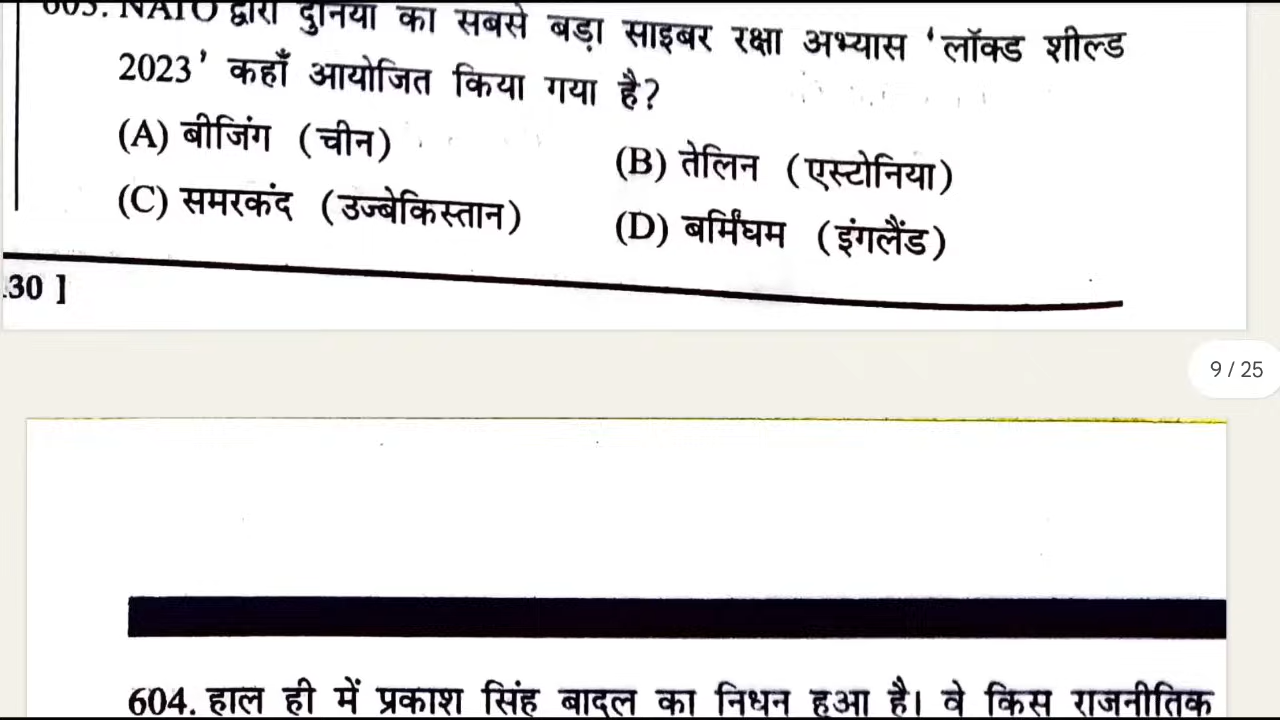 603. NATO द्वारा दुनिया का सबसे बड़ा साइबर रक्षा अभ्यास 'लॉक्ड शील्ड
2023' कहाँ आयोजित किया गया है?
(A) बीजिंग (चीन)
(B) तेलिन (एस्टोनिया)
(C) समरकंद (उज्बेकिस्तान)
(D) बर्मिंघम (इंगलैंड)
30 ]
9 / 25
604. हाल ही में प्रकाश सिंह बादल का निधन हुआ है। वे किस राजनीतिक